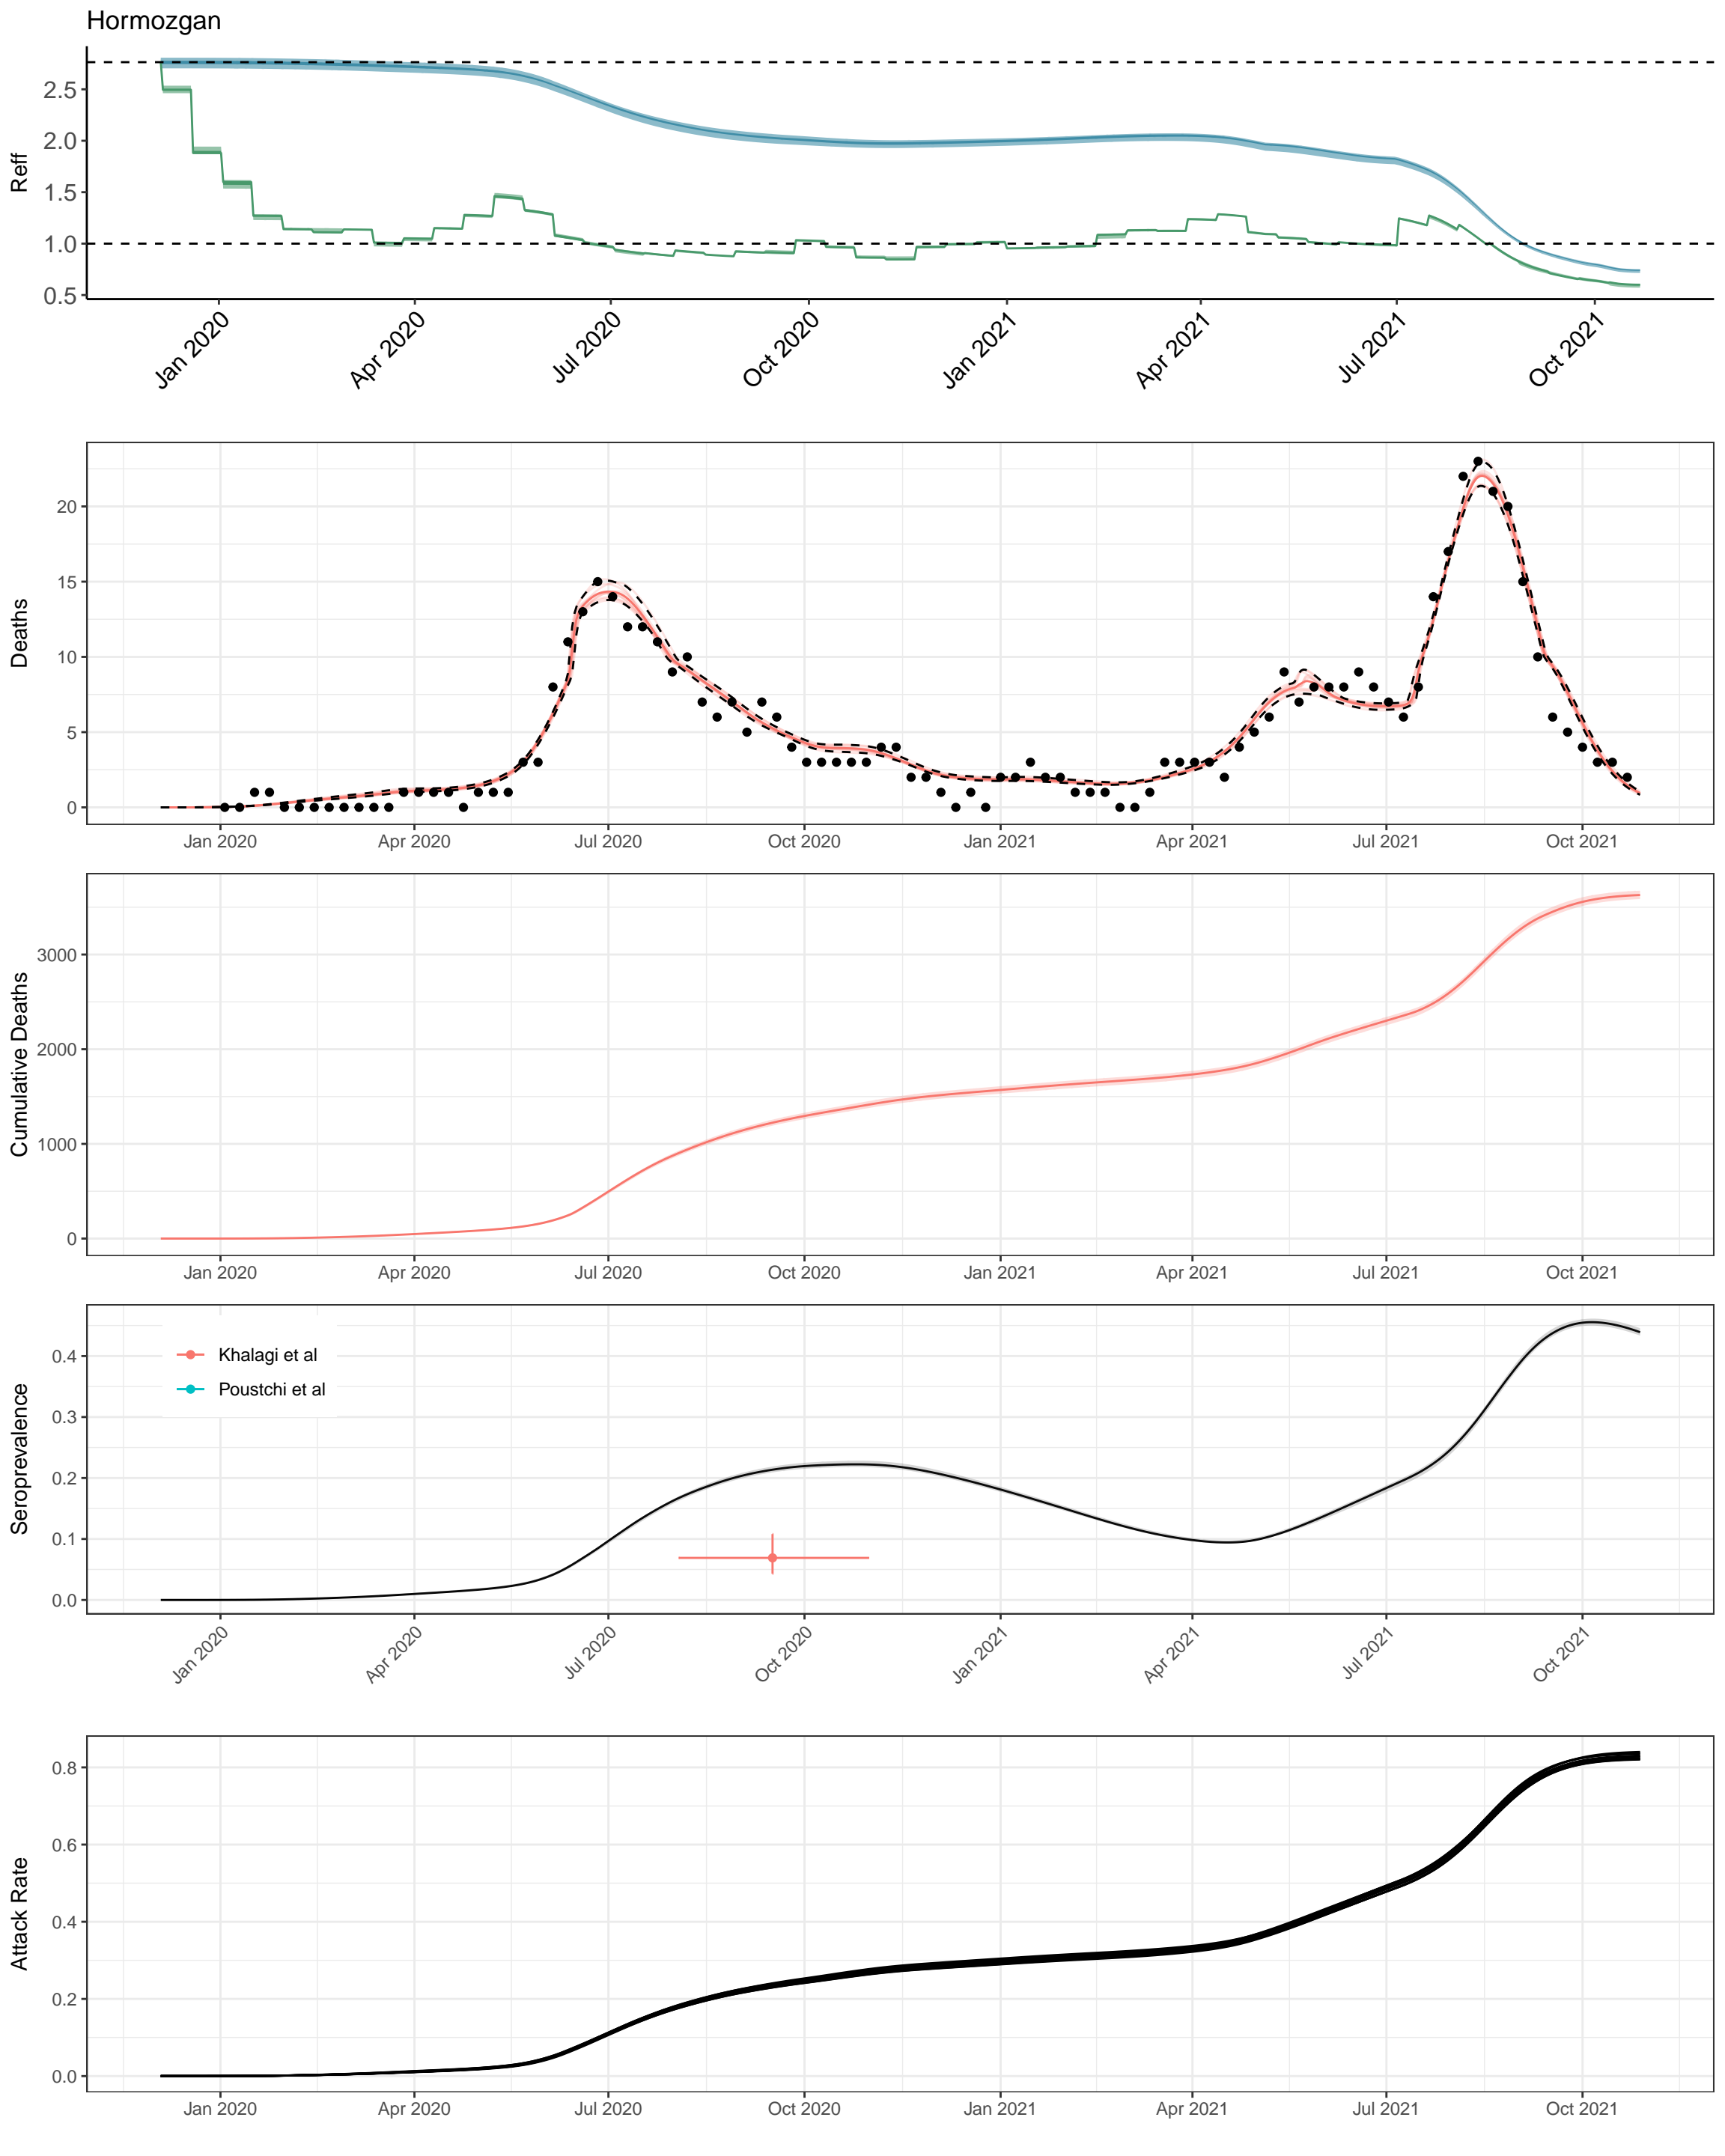 Hormozgan
Reff
2.5
2.0
1.5
1.0
0.5
Jan 2020
Apr 2020
Jul 2020
Oct 2020
Jan 2021
Apr 2021
Jul 2021
Oct 2021
Deaths
20
15
10
5
0
Jan 2020
Apr 2020
Jul 2020
Oct 2020
Jan 2021
Apr 2021
Jul 2021
Oct 2021
Cumulative Deaths
3000
2000
1000
0
Jan 2020
Apr 2020
Jul 2020
Oct 2020
Jan 2021
Apr 2021
Jul 2021
Oct 2021
Seroprevalence
0.4
0.3
0.2
0.1
0.0
Khalagi et al
Poustchi et al
Jan 2020
Apr 2020
Jul 2020
Oct 2020
Jan 2021
Apr 2021
Jul 2021
Oct 2021
Attack Rate
0.8
0.6
0.4
0.2
0.0
Jan 2020
Apr 2020
Jul 2020
Oct 2020
Jan 2021
Apr 2021
Jul 2021
Oct 2021